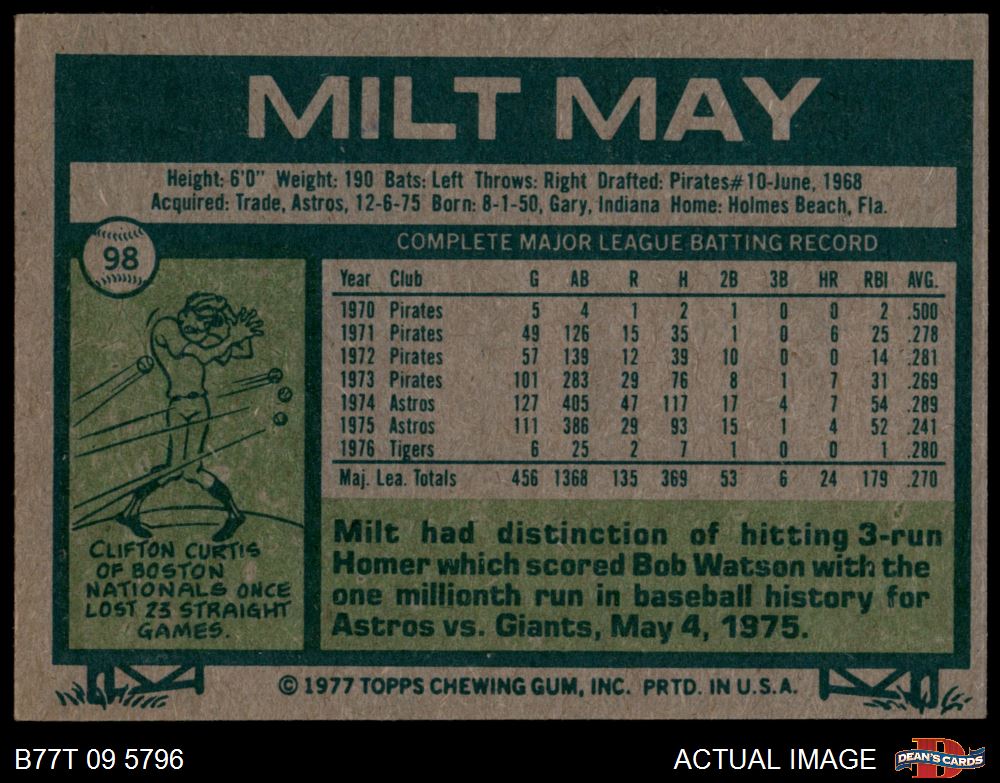 MILT MAY
Height: 6'0" Weight: 190 Bats: Left Throws: Right Drafted: Pirates#10-June, 1968
Acquired: Trade, Astros, 12-6-75 Born: 8-1-50, Gary, Indiana Home: Holmes Beach, Fla.
98
COMPLETE MAJOR LEAGUE BATTING RECORD
Year Club G AB R H 2B 3B HR RBI AVG.
1970 Pirates 5 4 1 2 1 0 0 2 .500
1971 Pirates 49 126 15 35 1 0 6 25 .278
1972 Pirates 57 139 12 39 10 0 0 14 .281
1973 Pirates 101 283 29 76 8 1 7 31 .269
1974 Astros 127 405 47 117 17 4 7 54 .289
1975 Astros 111 386 29 93 15 1 4 52 .241
1976 Tigers 6 25 2 7 1 0 0 1 .280
Maj. Lea. Totals 456 1368 135 369 53 6 24 179 .270
CLIFTON CURTIS
OF BOSTON
NATIONALS ONCE
LOST 23 STRAIGHT
GAMES.
Milt had distinction of hitting 3-run
Homer which scored Bob Watson with the
one millionth run in baseball history for
Astros vs. Giants, May 4, 1975.
© 1977 TOPPS CHEWING GUM, INC. PRTD. IN U.S.A.
B77T 09 5796
ACTUAL IMAGE
D
DEAN'S CARDS